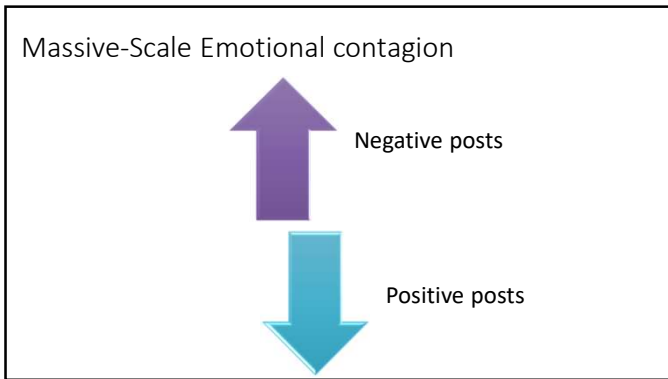 Massive-Scale Emotional contagion
Negative posts
Positive posts